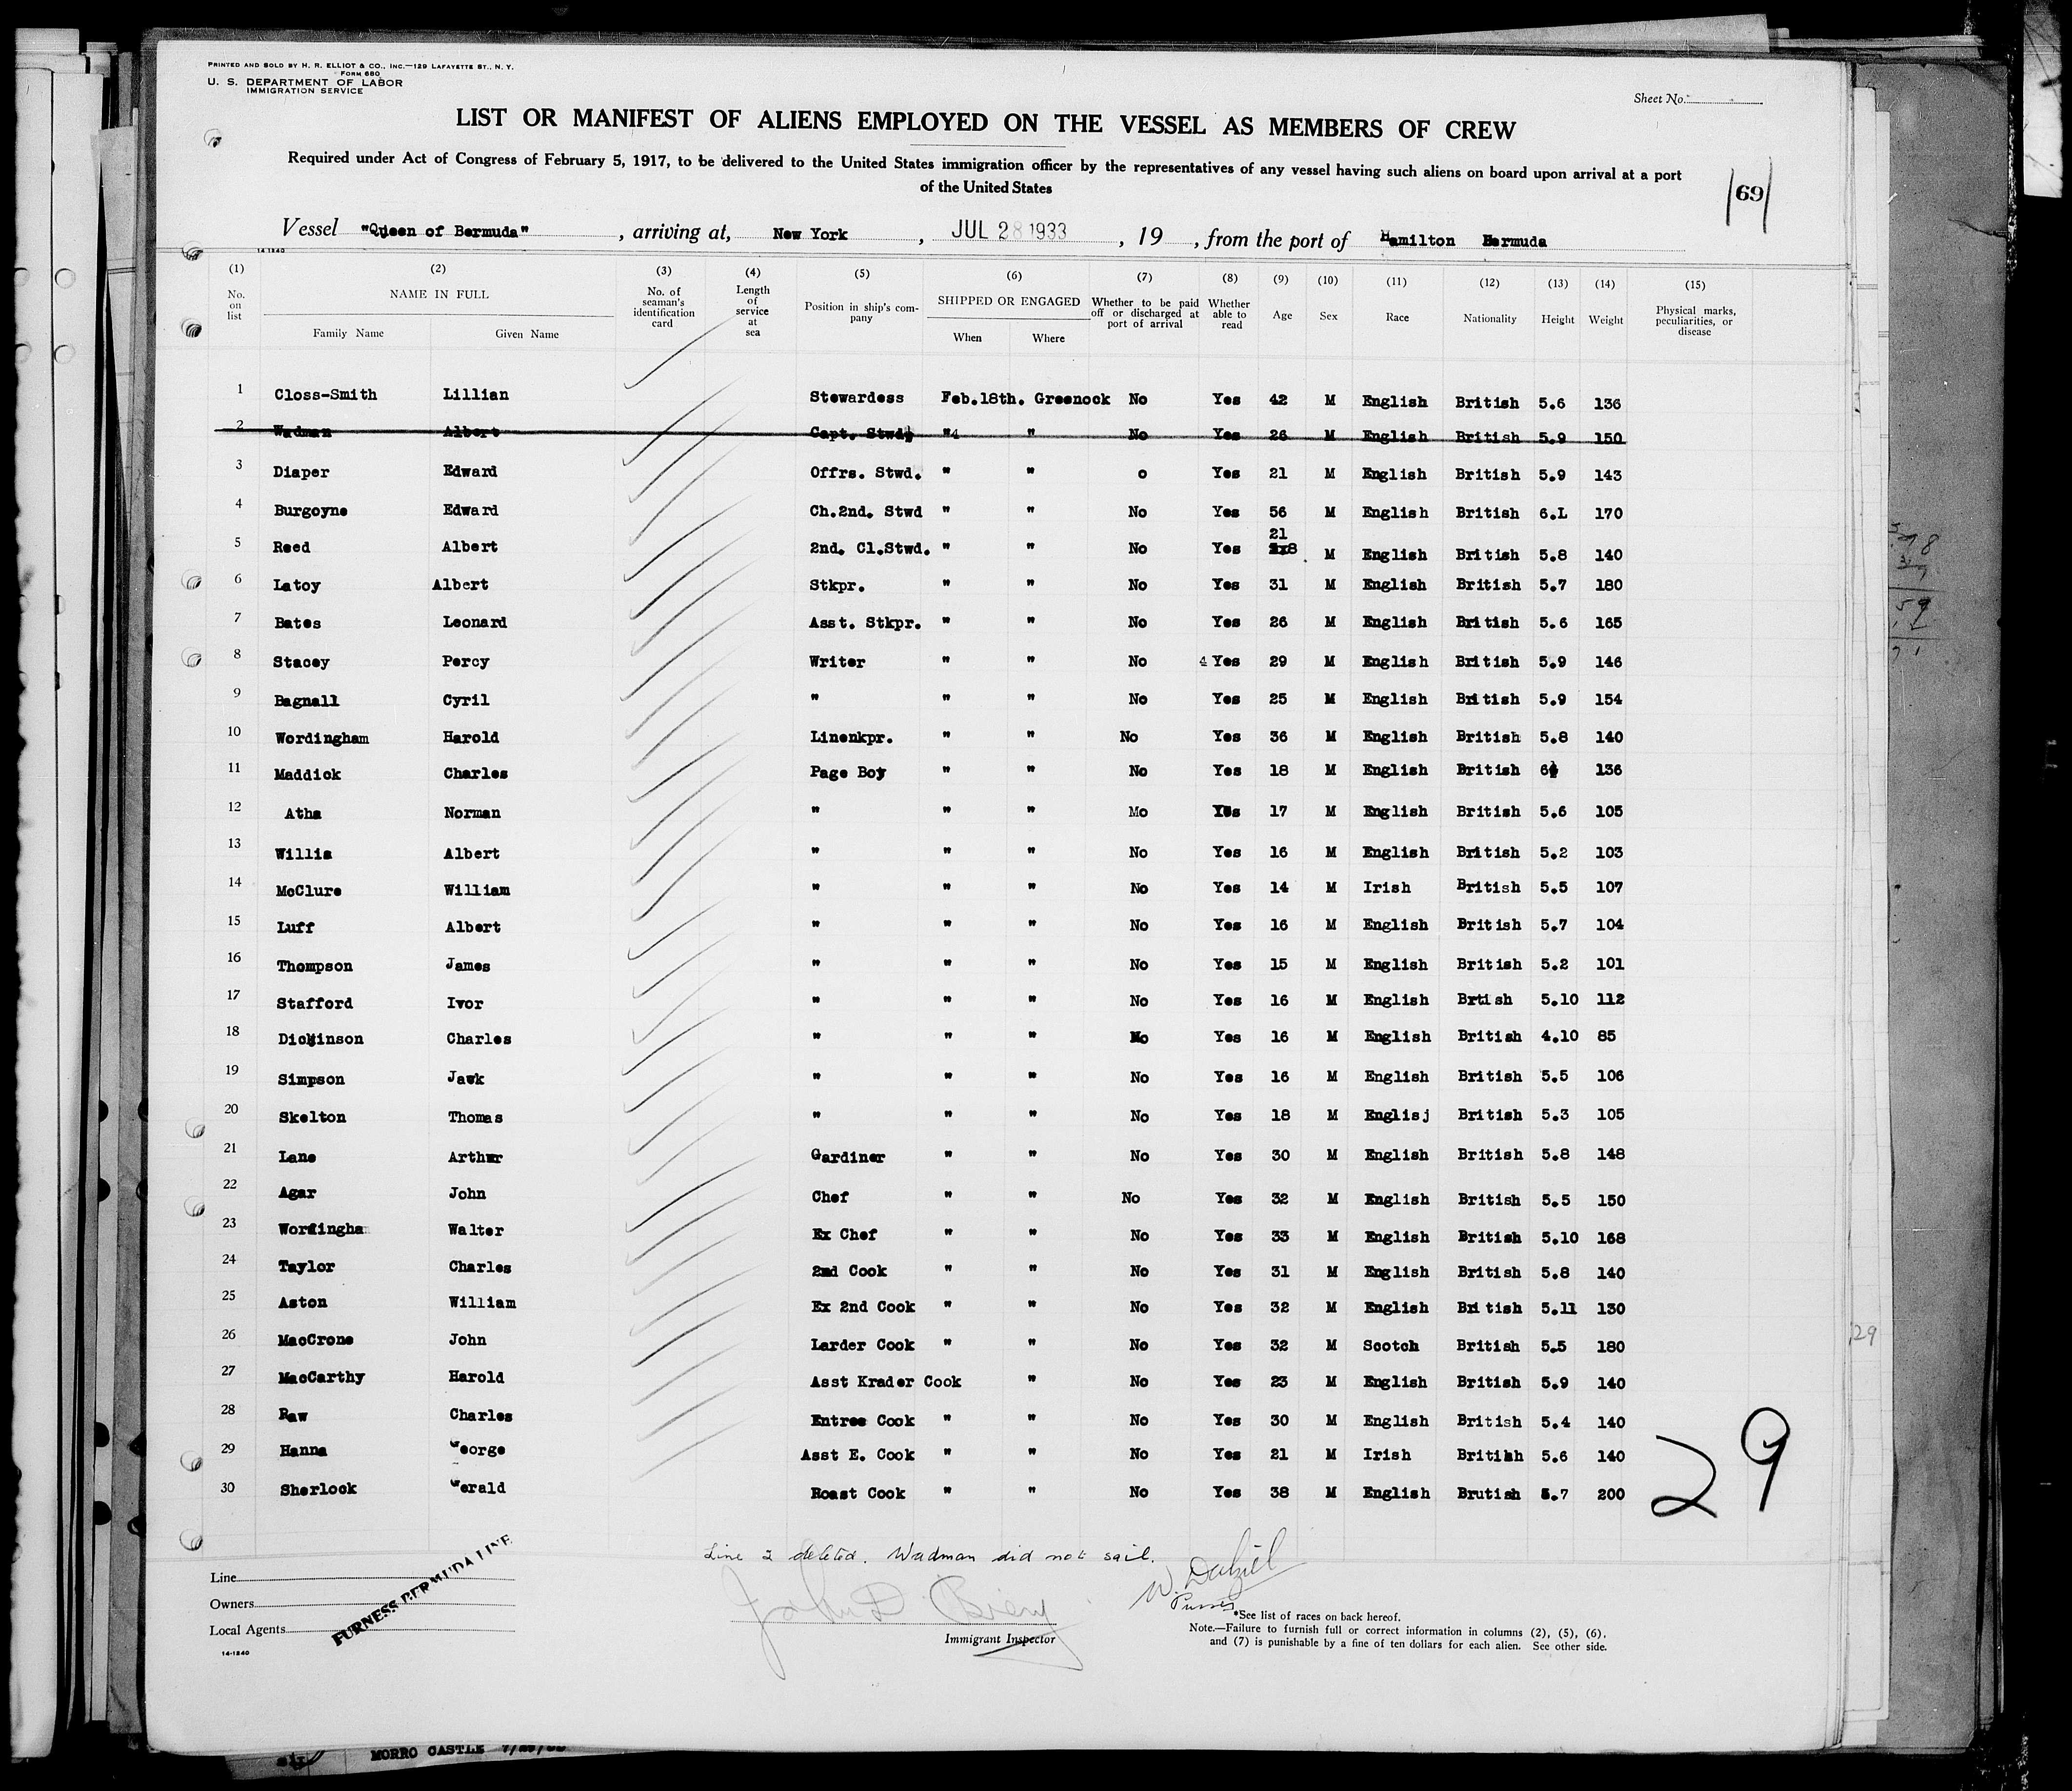 PRINTED AND SOLD BY H. R. ELLIOT & CO., INC.—129 LAFAYETTE ST., N. Y.
FORM 680
U. S. DEPARTMENT OF LABOR
IMMIGRATION SERVICE
Sheet No.
LIST OR MANIFEST OF ALIENS EMPLOYED ON THE VESSEL AS MEMBERS OF CREW
Required under Act of Congress of February 5, 1917, to be delivered to the United States immigration officer by the representatives of any vessel having such aliens on board upon arrival at a port
of the United States
69
Vessel "Queen of Bermuda", arriving at, New York, JUL 28 1933, 19 , from the port of Hamilton Bermuda
14-1240
(1) (2) (3) (4) (5) (6) (7) (8) (9) (10) (11) (12) (13) (14) (15)
No. on list NAME IN FULL Family Name Given Name No. of seaman's identification card Length of service at sea Position in ship's company SHIPPED OR ENGAGED When Where Whether to be paid off or discharged at port of arrival Whether able to read Age Sex Race Nationality Height Weight Physical marks, peculiarities, or disease
1 Closs-Smith Lillian Stewardess Feb.18th. Greenock No Yes 42 M English British 5.6 136
2 Wadman Albert Capt. Stwd. "4 " No Yes 26 M English British 5.9 150
3 Diaper Edward Offrs. Stwd. " " o Yes 21 M English British 5.9 143
4 Burgoyne Edward Ch.2nd. Stwd " " No Yes 56 M English British 6.L 170
5 Reed Albert 2nd. Cl.Stwd. " " No Yes 21 M English British 5.8 140
6 Latoy Albert Stkpr. " " No Yes 31 M English British 5.7 180
7 Bates Leonard Asst. Stkpr. " " No Yes 26 M English British 5.6 165
8 Stacey Percy Writer " " No 4 Yes 29 M English British 5.9 146
9 Bagnall Cyril " " " No Yes 25 M English British 5.9 154
10 Wordingham Harold Linenkpr. " " No Yes 36 M English British 5.8 140
11 Maddick Charles Page Boy " " No Yes 18 M English British 6 136
12 Atha Norman " " " Mo Yes 17 M English British 5.6 105
13 Willis Albert " " " No Yes 16 M English British 5.2 103
14 McClure William " " " No Yes 14 M Irish British 5.5 107
15 Luff Albert " " " No Yes 16 M English British 5.7 104
16 Thompson James " " " No Yes 15 M English British 5.2 101
17 Stafford Ivor " " " No Yes 16 M English Brtish 5.10 112
18 Dickinson Charles " " " No Yes 16 M English British 4.10 85
19 Simpson Jawk " " " No Yes 16 M English British 5.5 106
20 Skelton Thomas " " " No Yes 18 M Englisj British 5.3 105
21 Lane Arthur Gardiner " " No Yes 30 M English British 5.8 148
22 Agar John Chef " " No Yes 32 M English British 5.5 150
23 Wordingha Walter Ex Chef " " No Yes 33 M English British 5.10 168
24 Taylor Charles 2nd Cook " " No Yes 31 M English British 5.8 140
25 Aston William Ex 2nd Cook " " No Yes 32 M English British 5.11 130
26 MacCrone John Larder Cook " " No Yes 32 M Scotch British 5.5 180
27 MacCarthy Harold Asst Krader Cook " No Yes 23 M English British 5.9 140
28 Raw Charles Entree Cook " " No Yes 30 M English British 5.4 140
29 Hanna George Asst E. Cook " " No Yes 21 M Irish Britihh 5.6 140
30 Sherlock Gerald Roast Cook " " No Yes 38 M English Brutish 5.7 200
29
29
Line 2 deleted. Wadman did not sail.
W. Dalziel
Purser
Line
Owners
Local Agents
FURNESS BERMUDA LINE
14-1240
Immigrant Inspector
*See list of races on back hereof.
Note.—Failure to furnish full or correct information in columns (2), (5), (6), and (7) is punishable by a fine of ten dollars for each alien. See other side.
MORRO CASTLE